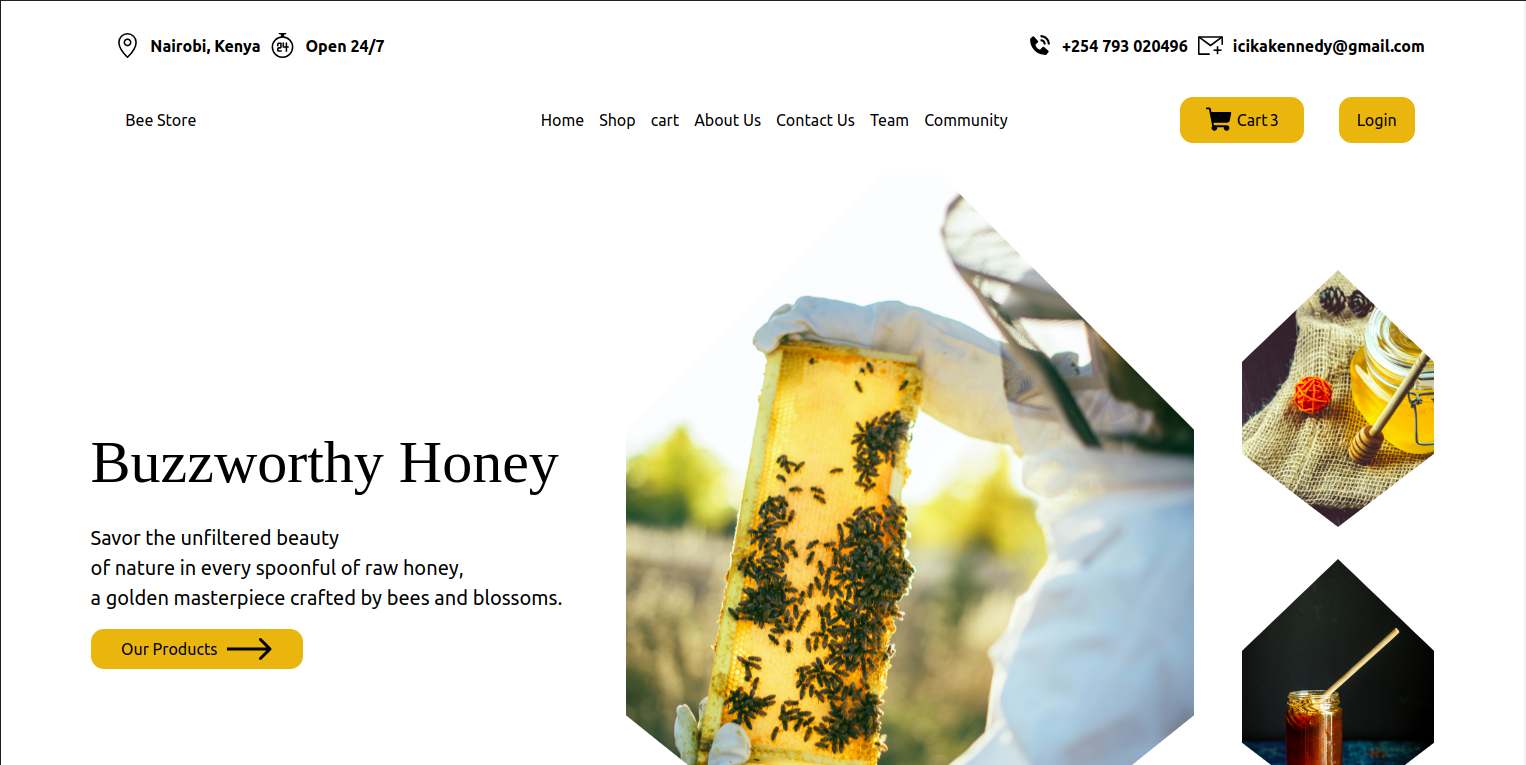 Nairobi, Kenya 24 Open 24/7 +254 793 020496 icikakennedy@gmail.com
Bee Store Home Shop cart About Us Contact Us Team Community Cart 3 Login
Buzzworthy Honey
Savor the unfiltered beauty
of nature in every spoonful of raw honey,
a golden masterpiece crafted by bees and blossoms.
Our Products